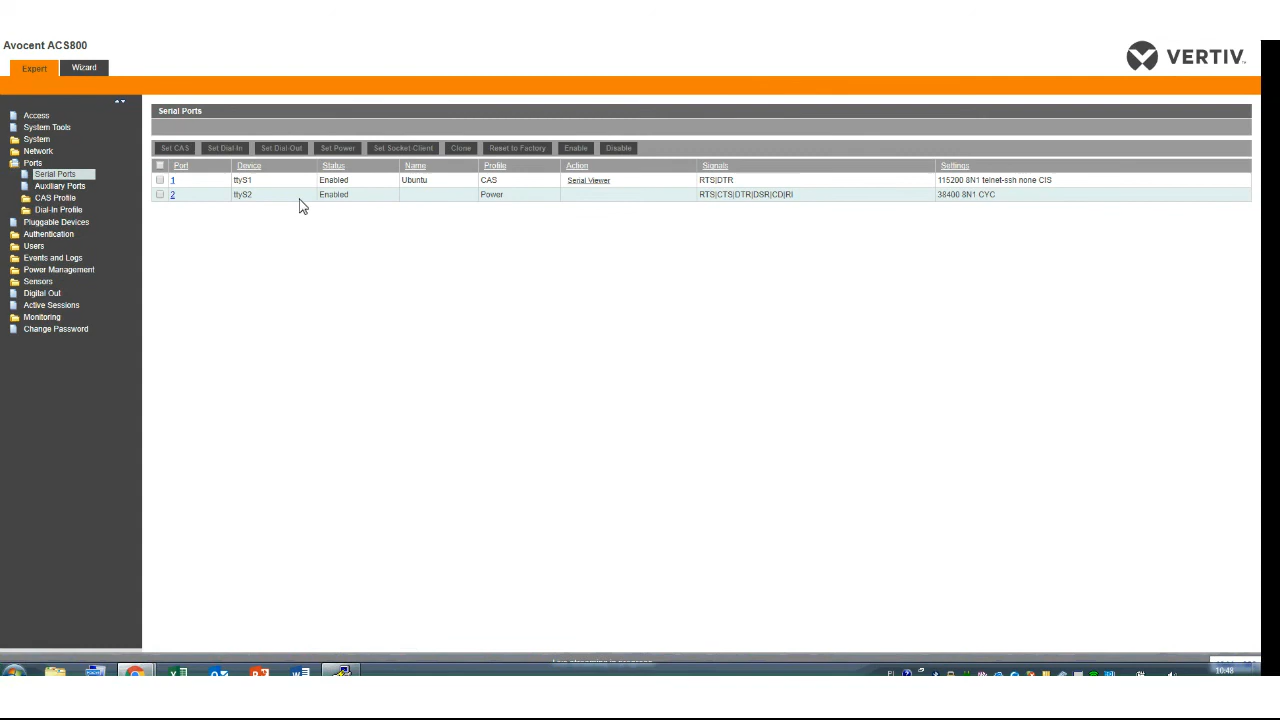 Avocent ACS800
VERTIV
Expert Wizard
Access
System Tools
System
Network
Ports
Serial Ports
Auxiliary Ports
CAS Profile
Dial-In Profile
Pluggable Devices
Authentication
Users
Events and Logs
Power Management
Sensors
Digital Out
Active Sessions
Monitoring
Change Password
Serial Ports
Set CAS Set Dial-In Set Dial-Out Set Power Set Socket-Client Clone Reset to Factory Enable Disable
Port Device Status Name Profile Action Signals Settings
1 ttyS1 Enabled Ubuntu CAS Serial Viewer RTS|DTR 115200 8N1 telnet-ssh none CIS
2 ttyS2 Enabled Power RTS|CTS|DTR|DSR|CD|RI 38400 8N1 CYC
PL 10:48